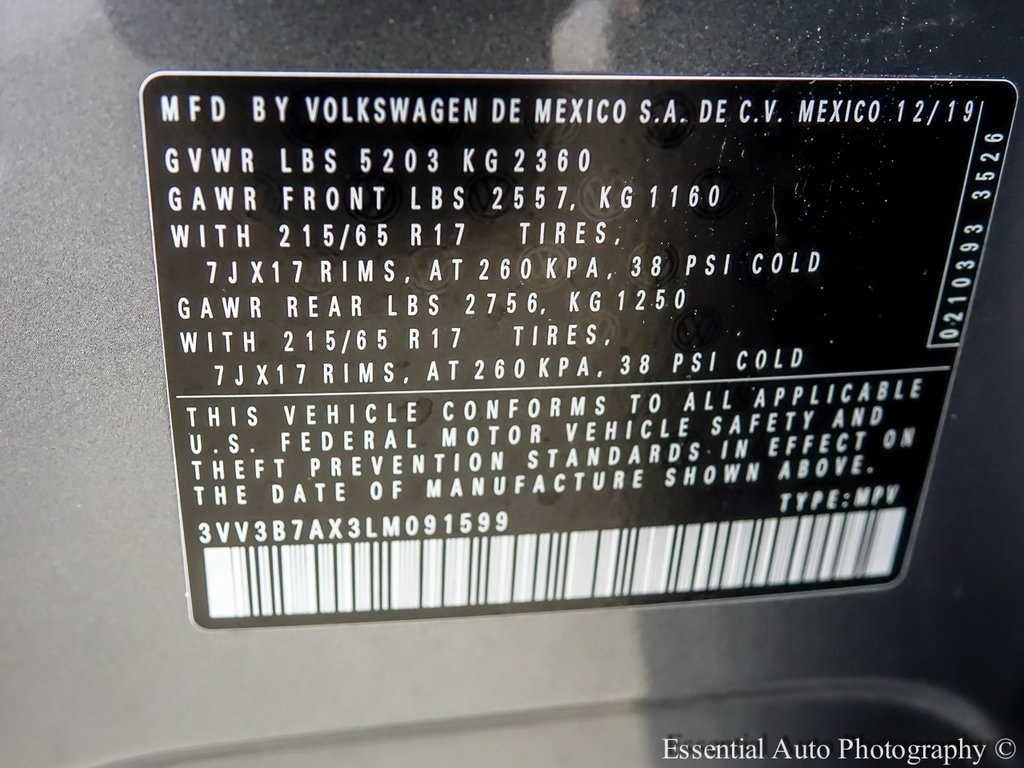 MFD BY VOLKSWAGEN DE MEXICO S.A. DE C.V. MEXICO 12/19
GVWR LBS 5203 KG 2360
GAWR FRONT LBS 2557, KG 1160
WITH 215/65 R17 TIRES,
7JX17 RIMS, AT 260 KPA, 38 PSI COLD
GAWR REAR LBS 2756, KG 1250
WITH 215/65 R17 TIRES,
7JX17 RIMS, AT 260 KPA, 38 PSI COLD
THIS VEHICLE CONFORMS TO ALL APPLICABLE
U.S. FEDERAL MOTOR VEHICLE SAFETY AND
THEFT PREVENTION STANDARDS IN EFFECT ON
THE DATE OF MANUFACTURE SHOWN ABOVE.
TYPE:MPV
3VV3B7AX3LM091599
0210393 3526
Essential Auto Photography ©